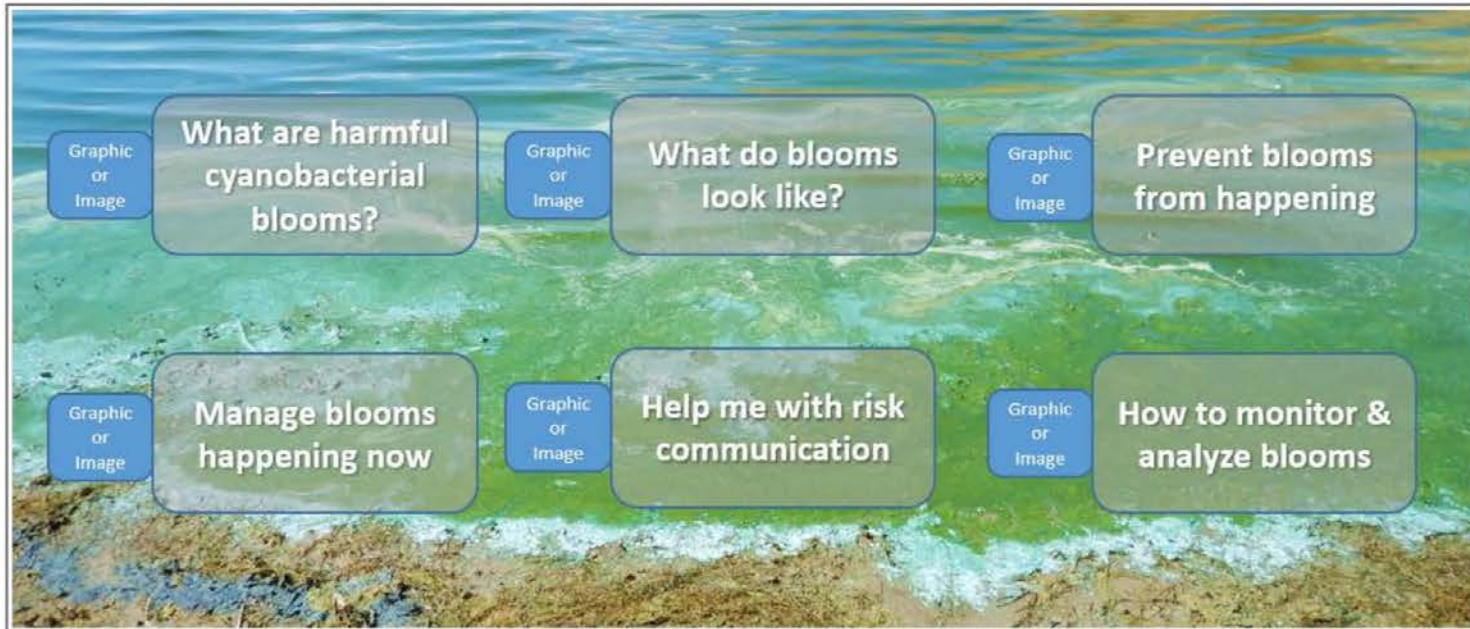 Graphic
or
Image
What are harmful
cyanobacterial
blooms?
Graphic
or
Image
What do blooms
look like?
Graphic
or
Image
Prevent blooms
from happening
Graphic
or
Image
Manage blooms
happening now
Graphic
or
Image
Help me with risk
communication
Graphic
or
Image
How to monitor &
analyze blooms